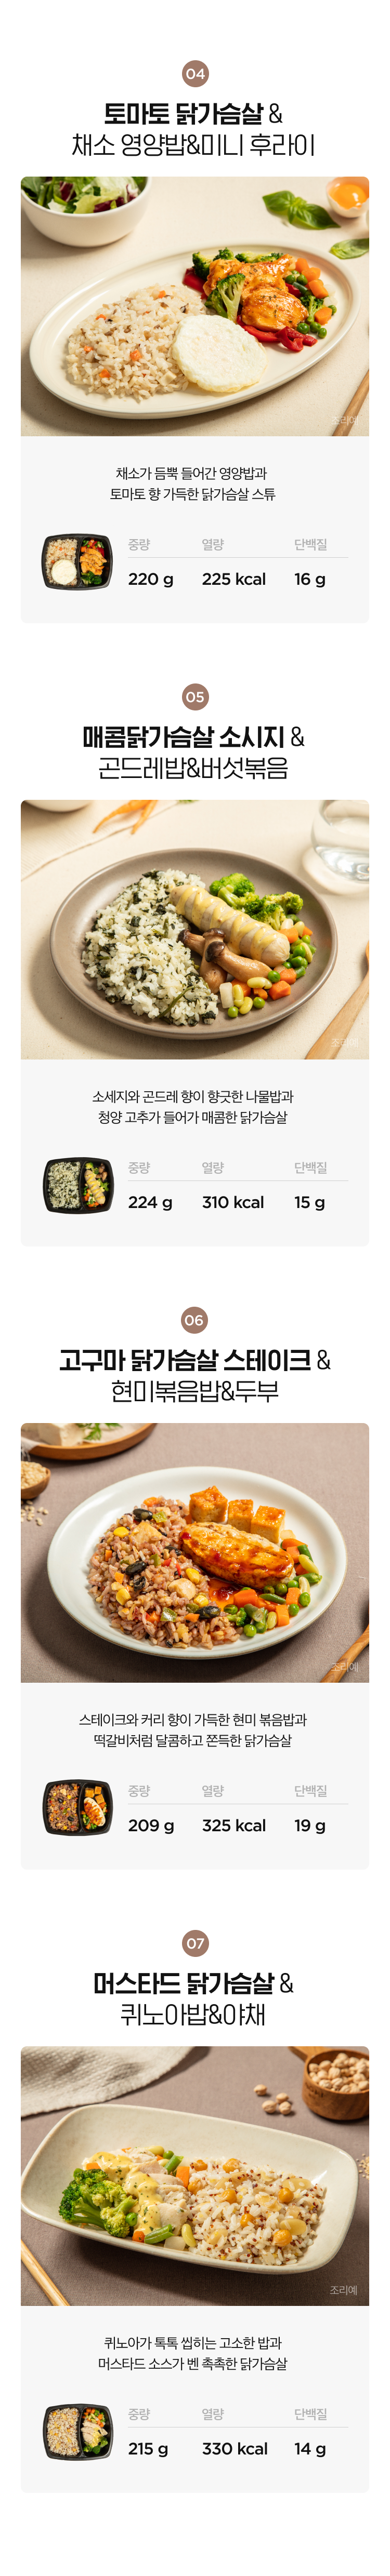 04
토마토 닭가슴살 &
채소 영양밥&미니 후라이
조리예
채소가 듬뿍 들어간 영양밥과
토마토 향 가득한 닭가슴살 스튜
중량 열량 단백질
220 g 225 kcal 16 g
05
매콤닭가슴살 소시지 &
곤드레밥&버섯볶음
조리예
소세지와 곤드레 향이 향긋한 나물밥과
청양 고추가 들어가 매콤한 닭가슴살
중량 열량 단백질
224 g 310 kcal 15 g
06
고구마 닭가슴살 스테이크 &
현미볶음밥&두부
조리예
스테이크와 커리 향이 가득한 현미 볶음밥과
떡갈비처럼 달콤하고 쫀득한 닭가슴살
중량 열량 단백질
209 g 325 kcal 19 g
07
머스타드 닭가슴살 &
퀴노아밥&야채
조리예
퀴노아가 톡톡 씹히는 고소한 밥과
머스타드 소스가 벤 촉촉한 닭가슴살
중량 열량 단백질
215 g 330 kcal 14 g